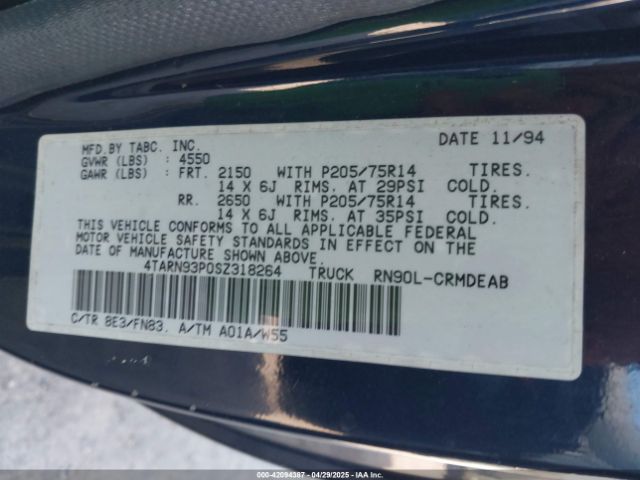 MFD.BY TABC. INC. DATE 11/94
GVWR (LBS) : 4550
GAWR (LBS) : FRT. 2150 WITH P205/75R14 TIRES.
14 X 6J RIMS. AT 29PSI COLD.
RR. 2650 WITH P205/75R14 TIRES.
14 X 6J RIMS. AT 35PSI COLD.
THIS VEHICLE CONFORMS TO ALL APPLICABLE FEDERAL
MOTOR VEHICLE SAFETY STANDARDS IN EFFECT ON THE
DATE OF MANUFACTURE SHOWN ABOVE.
4TARN93P0SZ318264 TRUCK RN90L-CRMDEAB
C/TR 8E3/FN83. A/TM A01A/W55
000-42094387 - 04/29/2025 - IAAI.COM